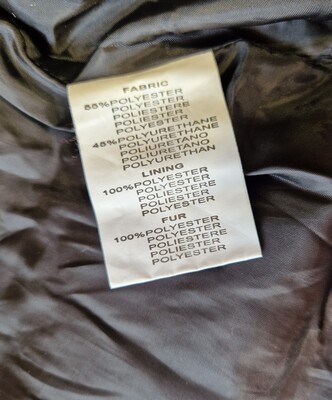 FABRIC
55%POLYESTER
POLYESTER
POLIESTERE
POLIESTER
POLYESTER
45%POLYURETHANE
POLYURETHANE
POLIURETANO
POLIURETANO
POLYURETHAN
LINING
100%POLYESTER
POLYESTER
POLIESTERE
POLIESTER
POLYESTER
FUR
100%POLYESTER
POLYESTER
POLIESTERE
POLIESTER
POLYESTER